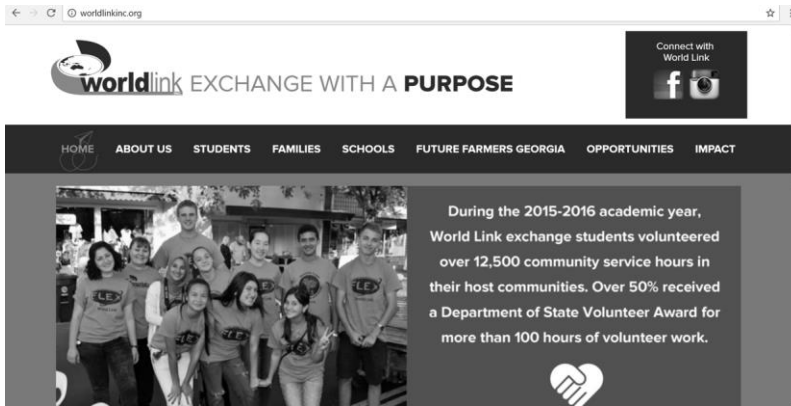 worldlinkinc.org
Connect with
World Link
worldlink EXCHANGE WITH A PURPOSE
HOME ABOUT US STUDENTS FAMILIES SCHOOLS FUTURE FARMERS GEORGIA OPPORTUNITIES IMPACT
During the 2015-2016 academic year,
World Link exchange students volunteered
over 12,500 community service hours in
their host communities. Over 50% received
a Department of State Volunteer Award for
more than 100 hours of volunteer work.
FLEX
FLEX
FLEX